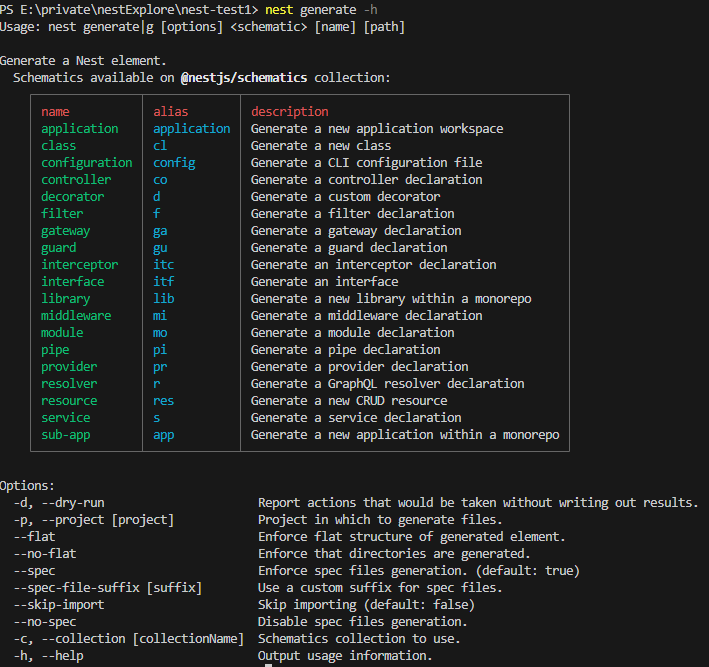 PS E:\private\nestExplore\nest-test1> nest generate -h
Usage: nest generate|g [options] <schematic> [name] [path]
Generate a Nest element.
Schematics available on @nestjs/schematics collection:
name alias description
application application Generate a new application workspace
class cl Generate a new class
configuration config Generate a CLI configuration file
controller co Generate a controller declaration
decorator d Generate a custom decorator
filter f Generate a filter declaration
gateway ga Generate a gateway declaration
guard gu Generate a guard declaration
interceptor itc Generate an interceptor declaration
interface itf Generate an interface
library lib Generate a new library within a monorepo
middleware mi Generate a middleware declaration
module mo Generate a module declaration
pipe pi Generate a pipe declaration
provider pr Generate a provider declaration
resolver r Generate a GraphQL resolver declaration
resource res Generate a new CRUD resource
service s Generate a service declaration
sub-app app Generate a new application within a monorepo
Options:
-d, --dry-run Report actions that would be taken without writing out results.
-p, --project [project] Project in which to generate files.
--flat Enforce flat structure of generated element.
--no-flat Enforce that directories are generated.
--spec Enforce spec files generation. (default: true)
--spec-file-suffix [suffix] Use a custom suffix for spec files.
--skip-import Skip importing (default: false)
--no-spec Disable spec files generation.
-c, --collection [collectionName] Schematics collection to use.
-h, --help Output usage information.